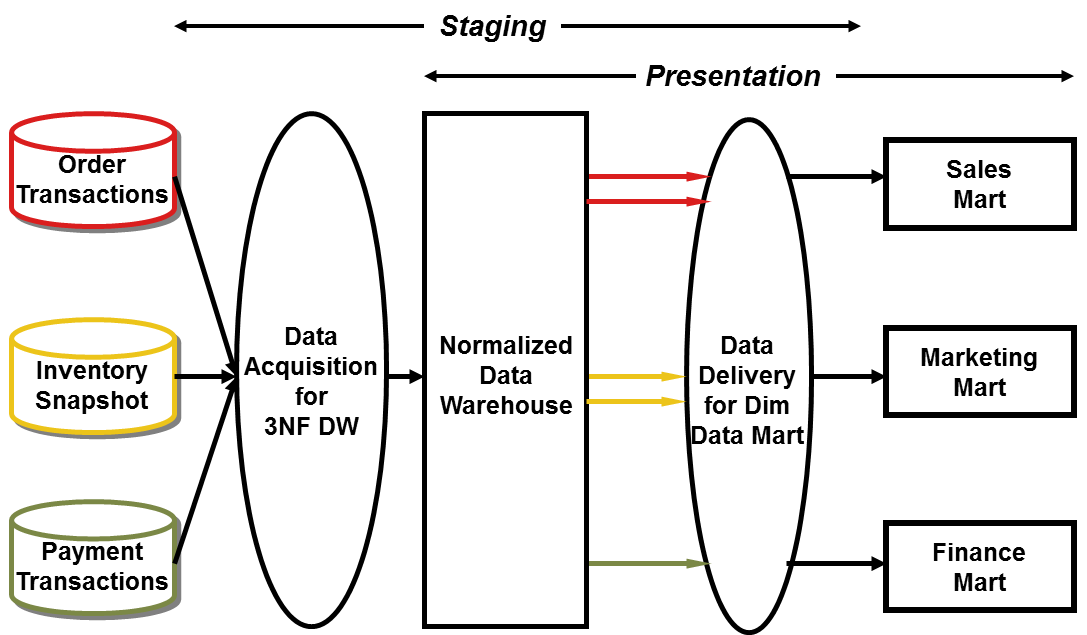 Staging
Presentation
Order
Transactions
Inventory
Snapshot
Payment
Transactions
Data
Acquisition
for
3NF DW
Normalized
Data
Warehouse
Data
Delivery
for Dim
Data Mart
Sales
Mart
Marketing
Mart
Finance
Mart